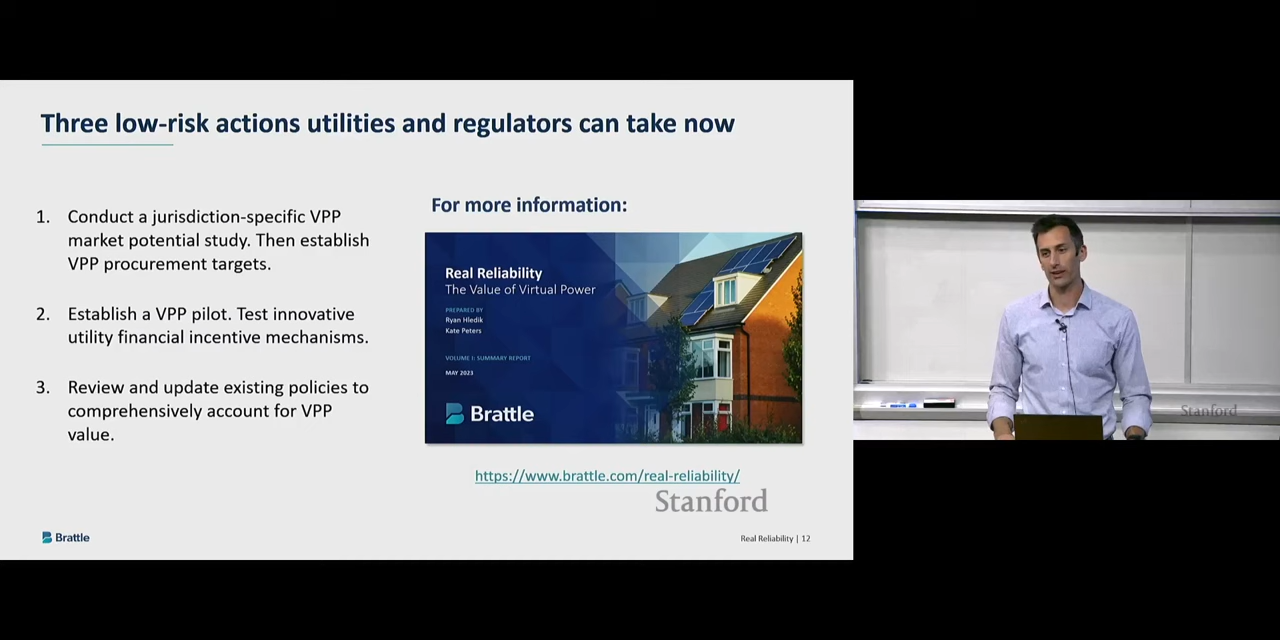 Three low-risk actions utilities and regulators can take now
1. Conduct a jurisdiction-specific VPP
market potential study. Then establish
VPP procurement targets.
2. Establish a VPP pilot. Test innovative
utility financial incentive mechanisms.
3. Review and update existing policies to
comprehensively account for VPP
value.
For more information:
Real Reliability
The Value of Virtual Power
PREPARED BY
Ryan Hledik
Kate Peters
VOLUME I: SUMMARY REPORT
MAY 2023
Brattle
https://www.brattle.com/real-reliability/
Stanford
Brattle
Real Reliability | 12
Stanford